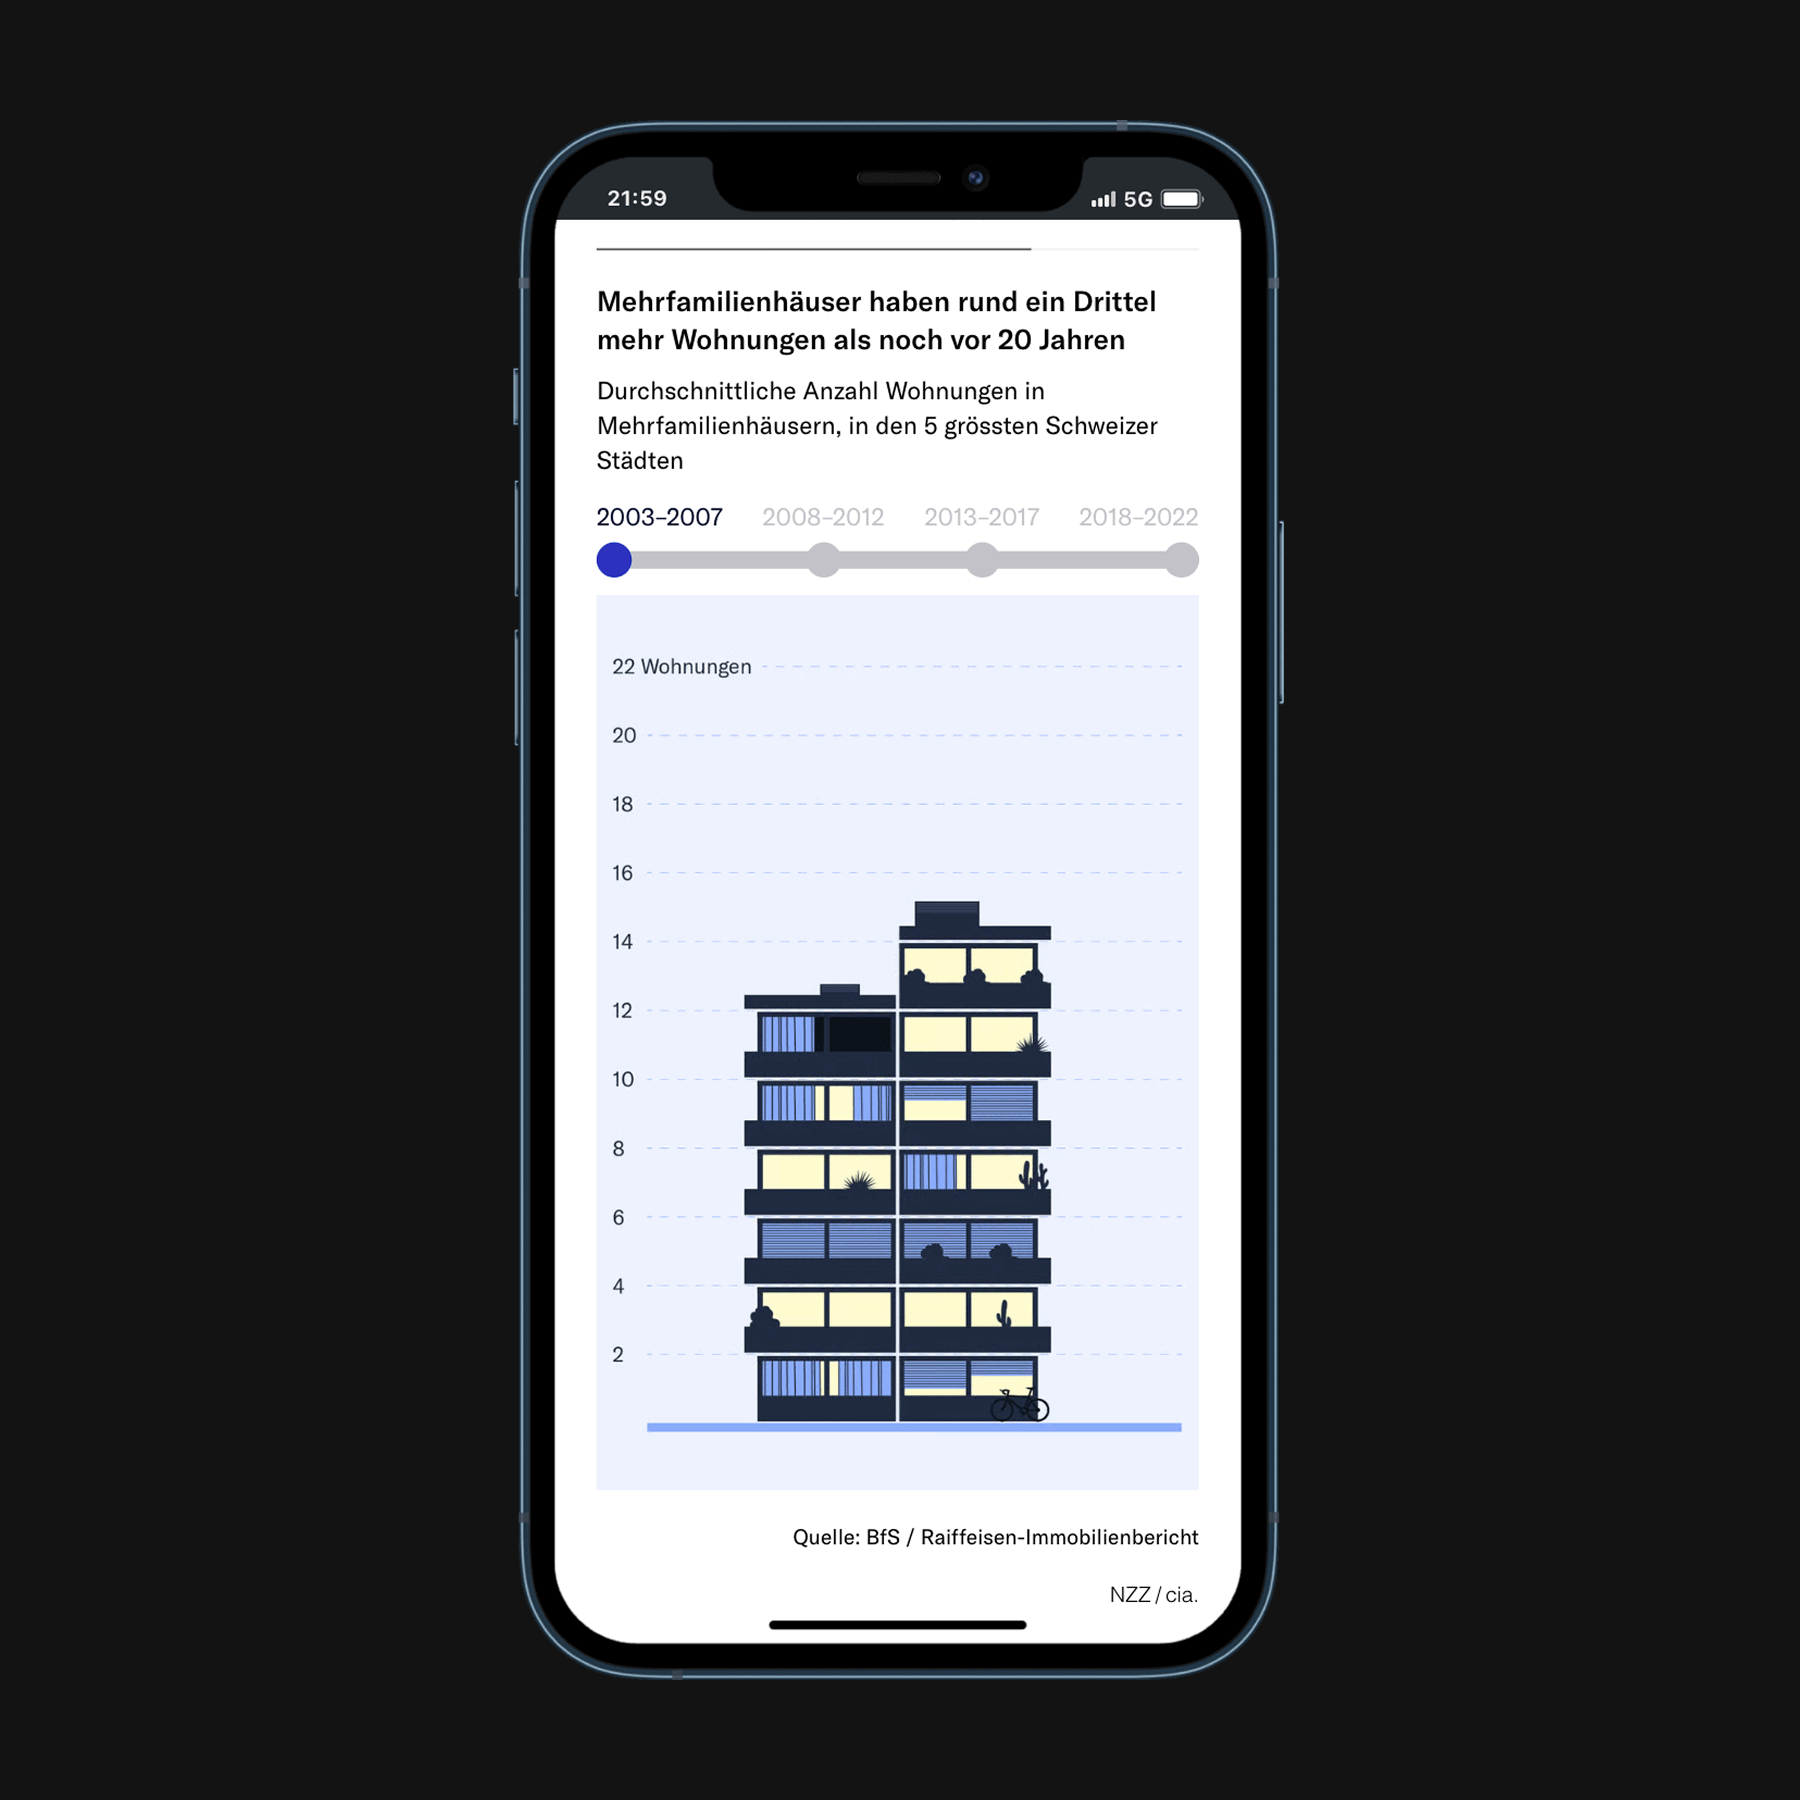 21:59
5G
Mehrfamilienhäuser haben rund ein Drittel
mehr Wohnungen als noch vor 20 Jahren
Durchschnittliche Anzahl Wohnungen in
Mehrfamilienhäusern, in den 5 grössten Schweizer
Städten
2003–2007 2008–2012 2013–2017 2018–2022
22 Wohnungen
20
18
16
14
12
10
8
6
4
2
Quelle: BfS / Raiffeisen-Immobilienbericht
NZZ / cia.